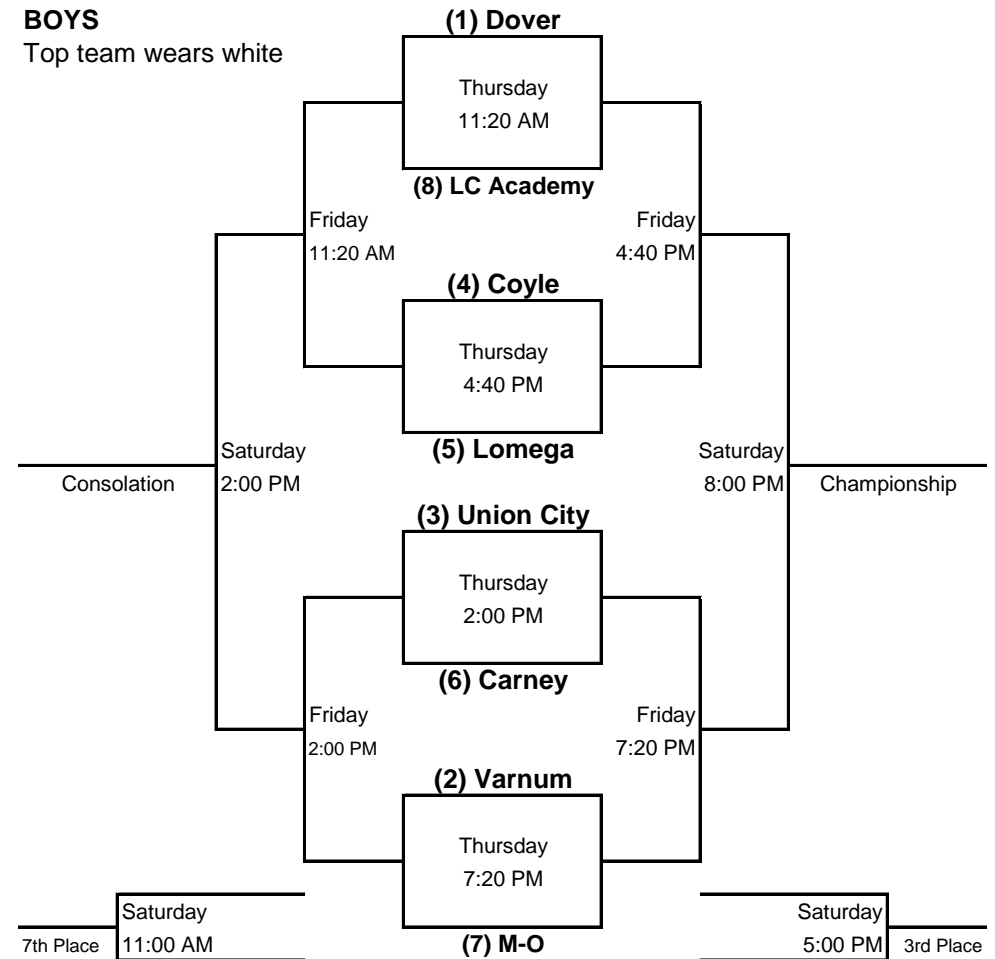 BOYS
Top team wears white
(1) Dover
Thursday
11:20 AM
(8) LC Academy
Friday
11:20 AM
Friday
4:40 PM
(4) Coyle
Thursday
4:40 PM
(5) Lomega
Saturday
2:00 PM
Consolation
Saturday
8:00 PM
Championship
(3) Union City
Thursday
2:00 PM
(6) Carney
Friday
2:00 PM
Friday
7:20 PM
(2) Varnum
Thursday
7:20 PM
(7) M-O
Saturday
11:00 AM
7th Place
Saturday
5:00 PM
3rd Place